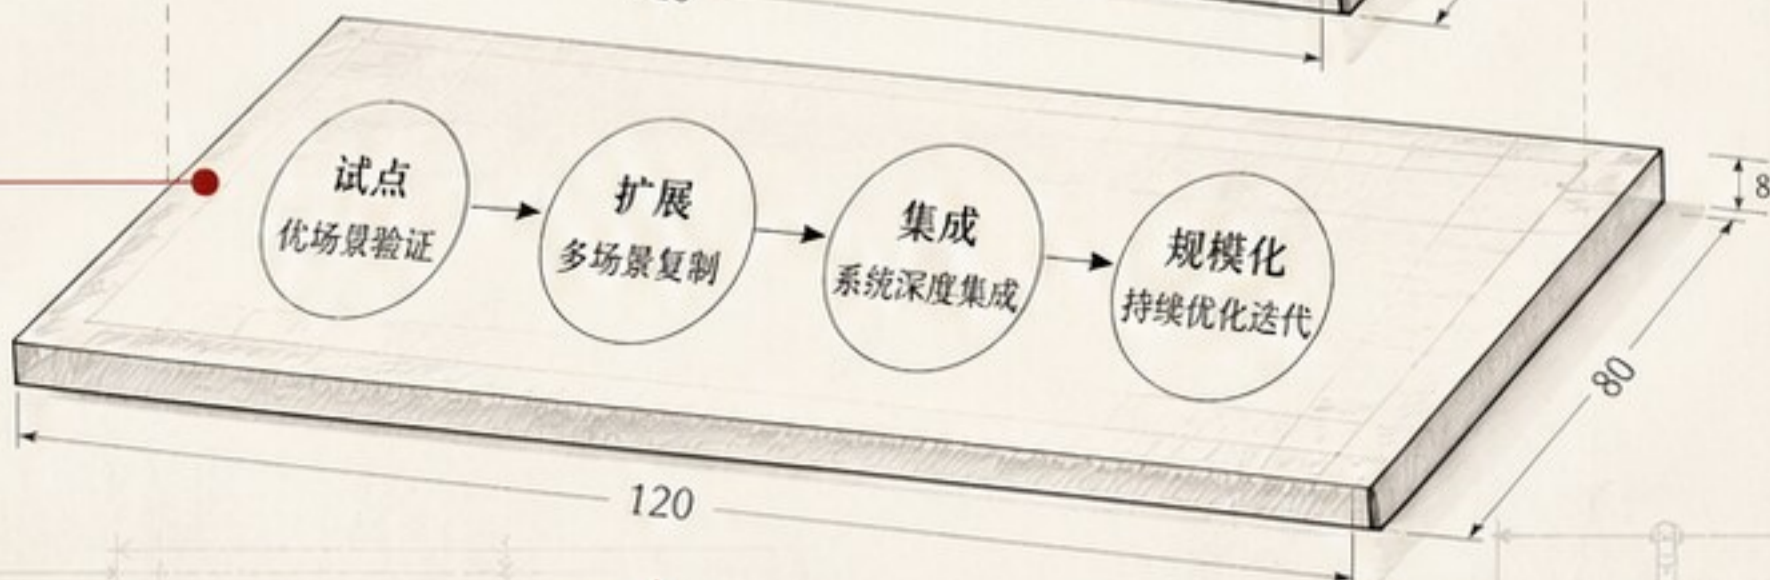 试点
优场景验证
扩展
多场景复制
集成
系统深度集成
规模化
持续优化迭代
8
80
120